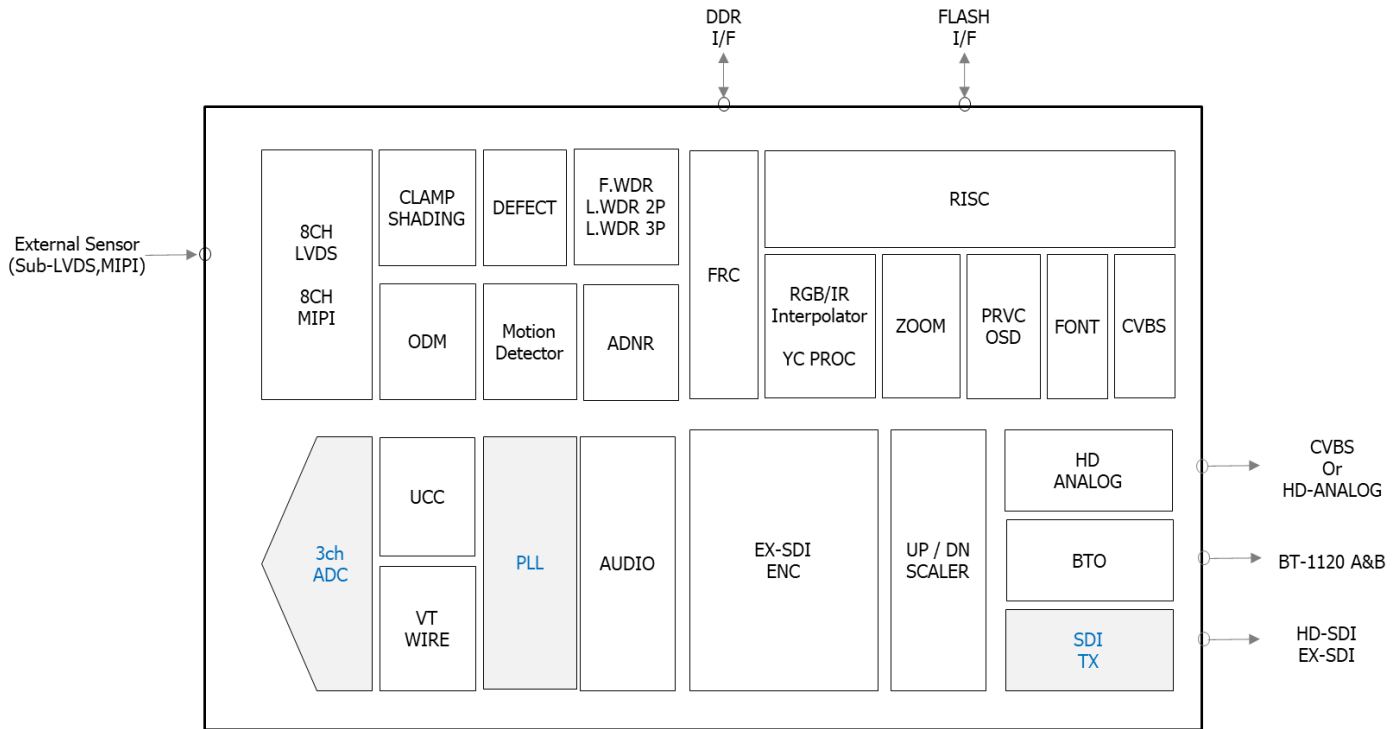 DDR
I/F
FLASH
I/F
External Sensor
(Sub-LVDS,MIPI)
8CH
LVDS
8CH
MIPI
CLAMP
SHADING
DEFECT
F.WDR
L.WDR 2P
L.WDR 3P
FRC
RISC
ODM
Motion
Detector
ADNR
RGB/IR
Interpolator
YC PROC
ZOOM
PRVC
OSD
FONT
CVBS
3ch
ADC
UCC
VT
WIRE
PLL
AUDIO
EX-SDI
ENC
UP / DN
SCALER
HD
ANALOG
BTO
SDI
TX
CVBS
Or
HD-ANALOG
BT-1120 A&B
HD-SDI
EX-SDI